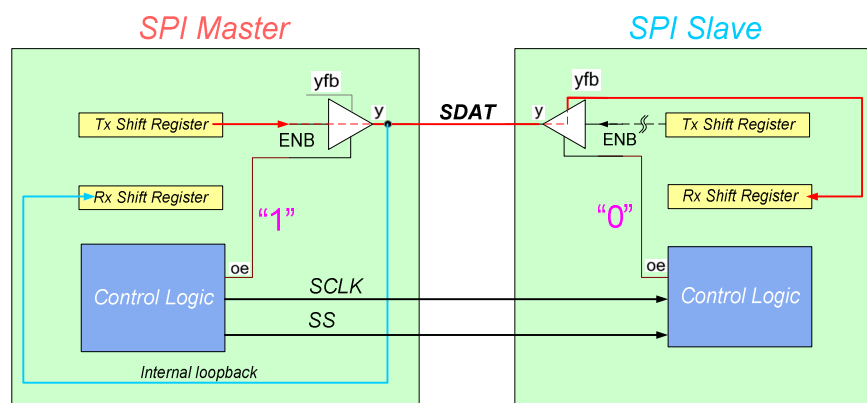 SPI Master
SPI Slave
yfb
y
SDAT
y
yfb
Tx Shift Register
ENB
ENB
Tx Shift Register
Rx Shift Register
Rx Shift Register
“1”
“0”
oe
oe
Control Logic
SCLK
Control Logic
SS
Internal loopback